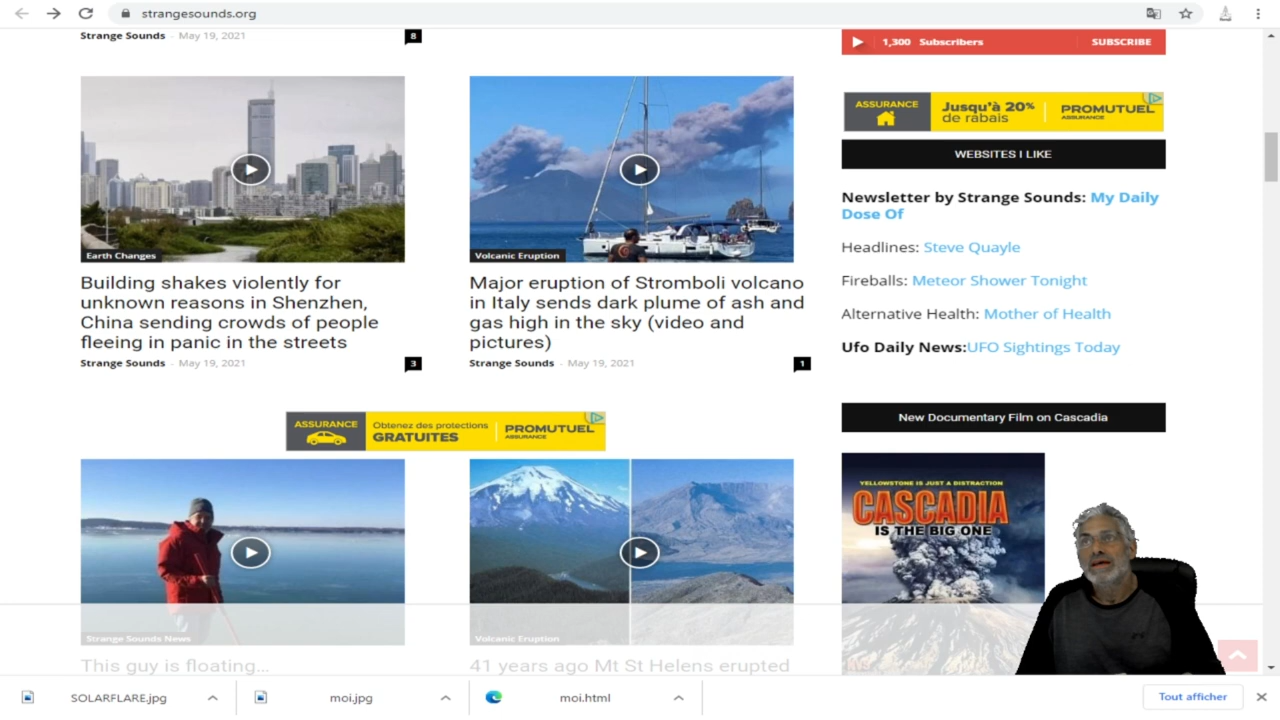 strangesounds.org
Strange Sounds - May 19, 2021
8
1,300 Subscribers
SUBSCRIBE
ASSURANCE
Jusqu'à 20%
de rabais
PROMUTUEL
ASSURANCE
WEBSITES I LIKE
Newsletter by Strange Sounds: My Daily
Dose Of
Headlines: Steve Quayle
Fireballs: Meteor Shower Tonight
Alternative Health: Mother of Health
Ufo Daily News:UFO Sightings Today
Earth Changes
Building shakes violently for
unknown reasons in Shenzhen,
China sending crowds of people
fleeing in panic in the streets
Strange Sounds - May 19, 2021
3
Volcanic Eruption
Major eruption of Stromboli volcano
in Italy sends dark plume of ash and
gas high in the sky (video and
pictures)
Strange Sounds - May 19, 2021
1
ASSURANCE
Obtenez des protections
GRATUITES
PROMUTUEL
ASSURANCE
New Documentary Film on Cascadia
YELLOWSTONE IS JUST A DISTRACTION
CASCADIA
IS THE BIG ONE
Strange Sounds News
This guy is floating...
Volcanic Eruption
41 years ago Mt St Helens erupted
SOLARFLARE.jpg
moi.jpg
moi.html
Tout afficher